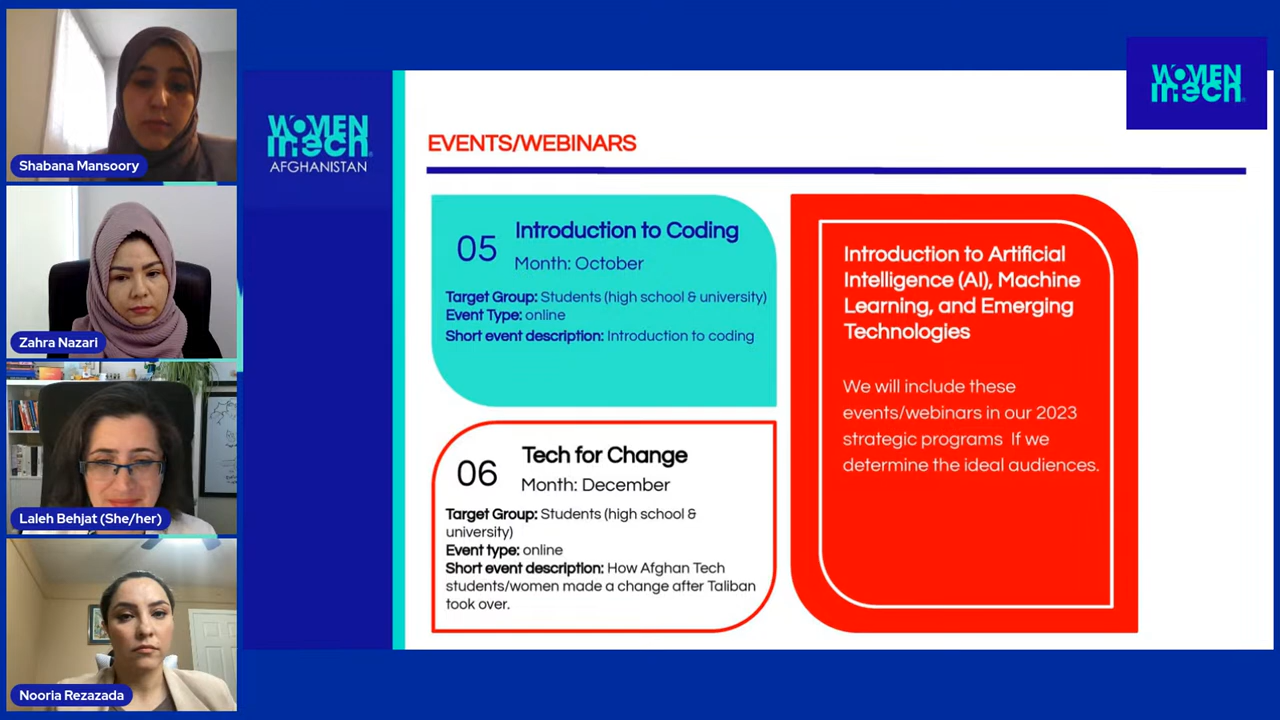 Shabana Mansoory
Zahra Nazari
Laleh Behjat (She/her)
Nooria Rezazada
WOMEN
in tech
AFGHANISTAN
WOMEN
in tech
EVENTS/WEBINARS
05
Introduction to Coding
Month: October
Target Group: Students (high school & university)
Event Type: online
Short event description: Introduction to coding
06
Tech for Change
Month: December
Target Group: Students (high school &
university)
Event type: online
Short event description: How Afghan Tech
students/women made a change after Taliban
took over.
Introduction to Artificial
Intelligence (AI), Machine
Learning, and Emerging
Technologies
We will include these
events/webinars in our 2023
strategic programs If we
determine the ideal audiences.